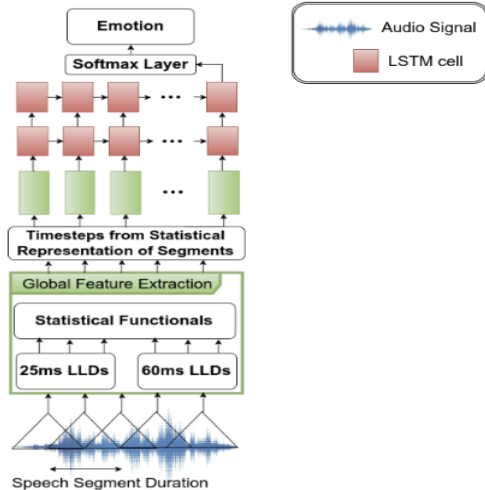 Emotion
Audio Signal
LSTM cell
Softmax Layer
Timesteps from Statistical
Representation of Segments
Global Feature Extraction
Statistical Functionals
25ms LLDs
60ms LLDs
Speech Segment Duration